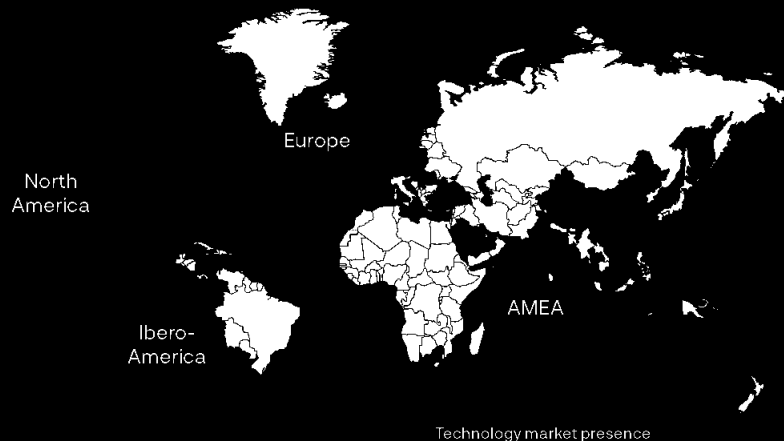 Europe
North
America
AMEA
Ibero-
America
Technology market presence